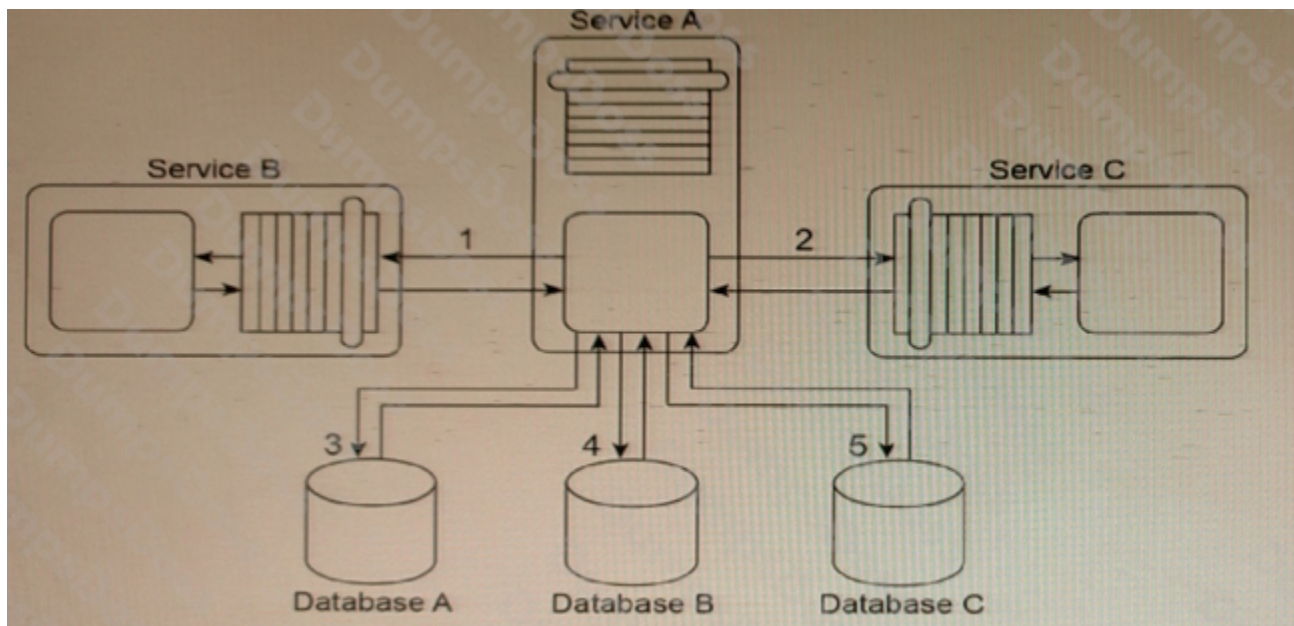 Service A
Service B
Service C
1
2
3
4
5
Database A
Database B
Database C